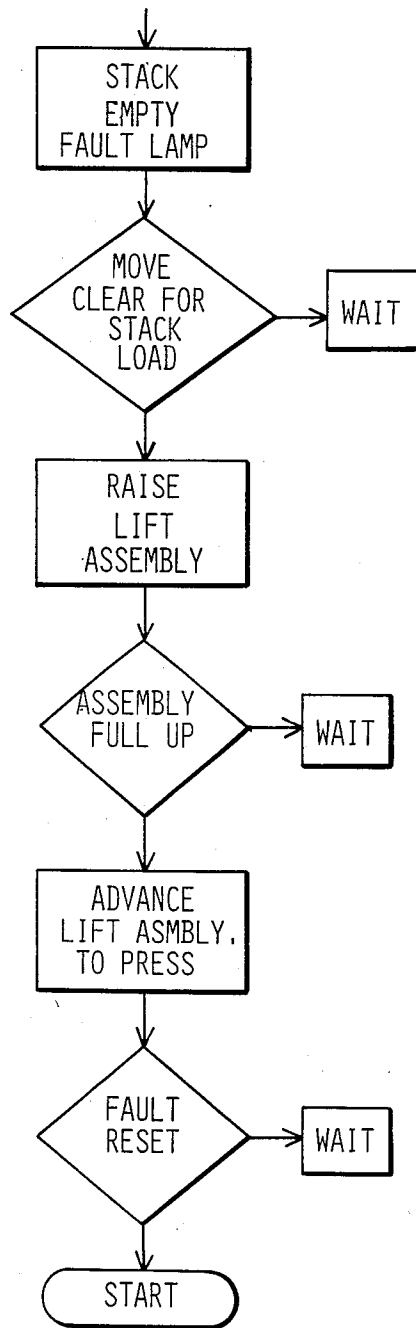 STACK
EMPTY
FAULT LAMP
MOVE
CLEAR FOR
STACK
LOAD
WAIT
RAISE
LIFT
ASSEMBLY
ASSEMBLY
FULL UP
WAIT
ADVANCE
LIFT ASMBLY.
TO PRESS
FAULT
RESET
WAIT
START